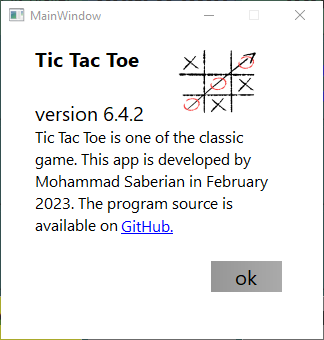 MainWindow
Tic Tac Toe
version 6.4.2
Tic Tac Toe is one of the classic
game. This app is developed by
Mohammad Saberian in February
2023. The program source is
available on GitHub.
ok